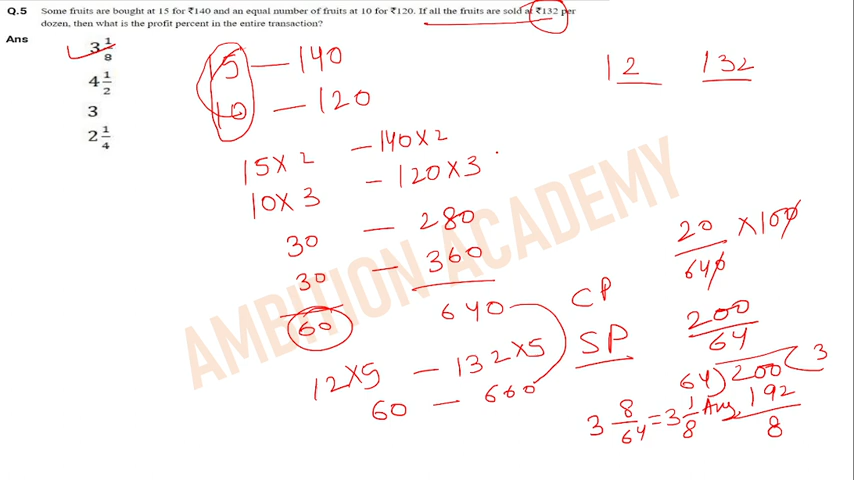 Q.5 Some fruits are bought at 15 for ₹140 and an equal number of fruits at 10 for ₹120. If all the fruits are sold at ₹132 per
dozen, then what is the profit percent in the entire transaction?
Ans
3 1/8
4 1/2
3
2 1/4
15 — 140
10 — 120
12 132
15 x 2 — 140 x 2
10 x 3 — 120 x 3
30 — 280
30 — 360
60 640
12 x 5 — 132 x 5
60 — 660
CP
SP
20/640 x 100
200/64
64) 200 ( 3
192
8
3 8/64 = 3 1/8 Ans
AMBITION ACADEMY